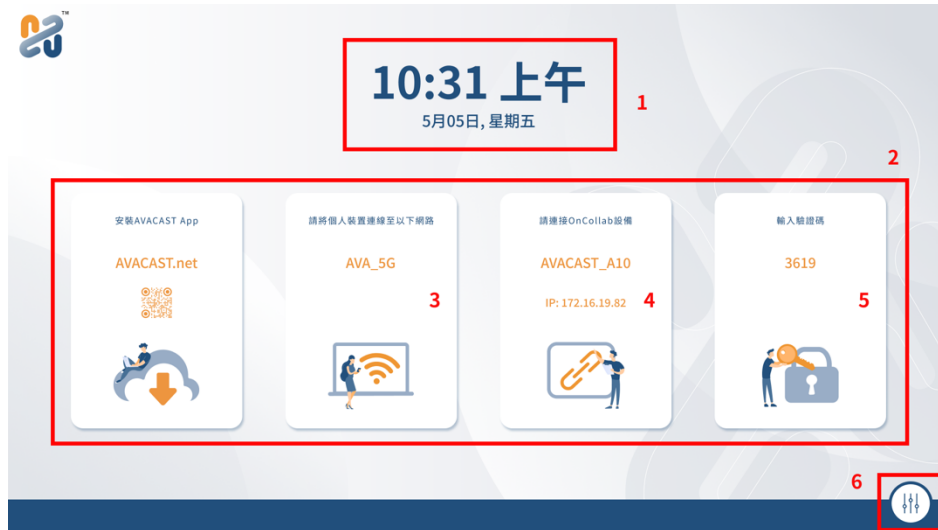 TM
10:31 上午
5月05日, 星期五
1
2
安裝AVACAST App
AVACAST.net
請將個人裝置連線至以下網路
AVA_5G
3
請連接OnCollab設備
AVACAST_A10
IP: 172.16.19.82
4
輸入驗證碼
3619
5
6